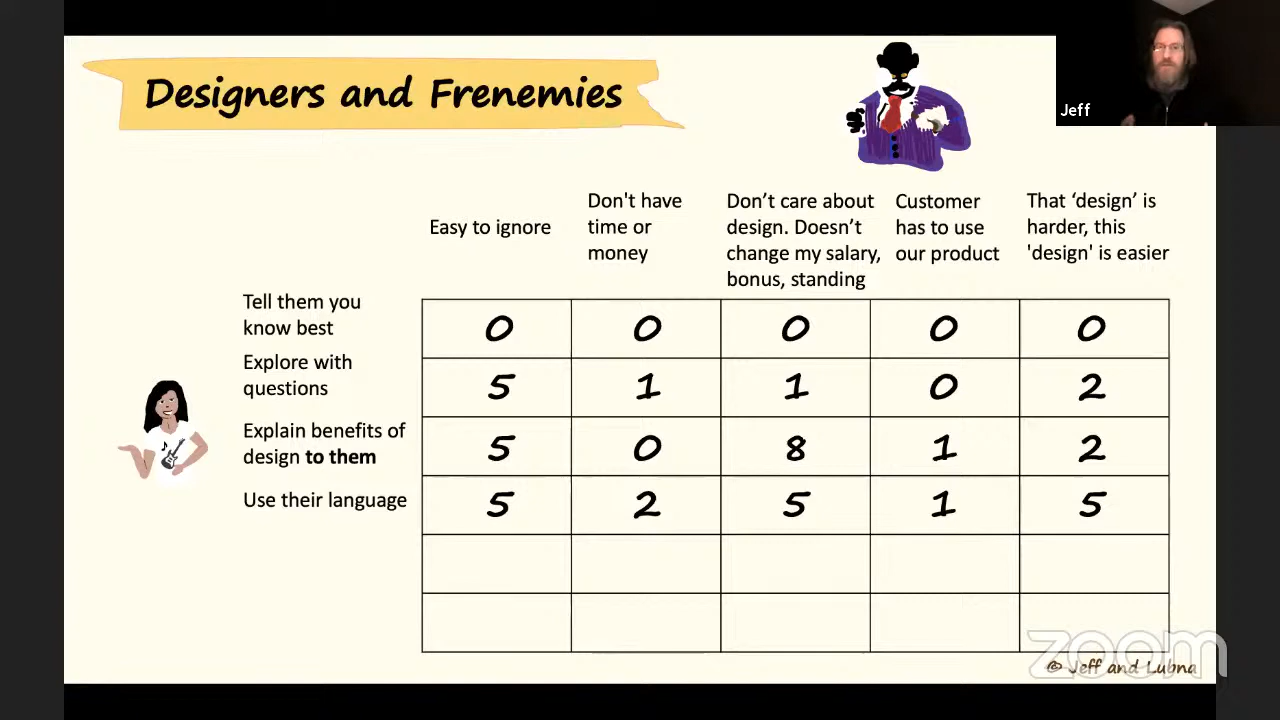 Designers and Frenemies
Jeff
Easy to ignore
Don't have
time or
money
Don’t care about
design. Doesn’t
change my salary,
bonus, standing
Customer
has to use
our product
That ‘design’ is
harder, this
'design' is easier
Tell them you
know best
0 0 0 0 0
Explore with
questions
5 1 1 0 2
Explain benefits of
design to them
5 0 8 1 2
Use their language
5 2 5 1 5
zoom
© Jeff and Lubna